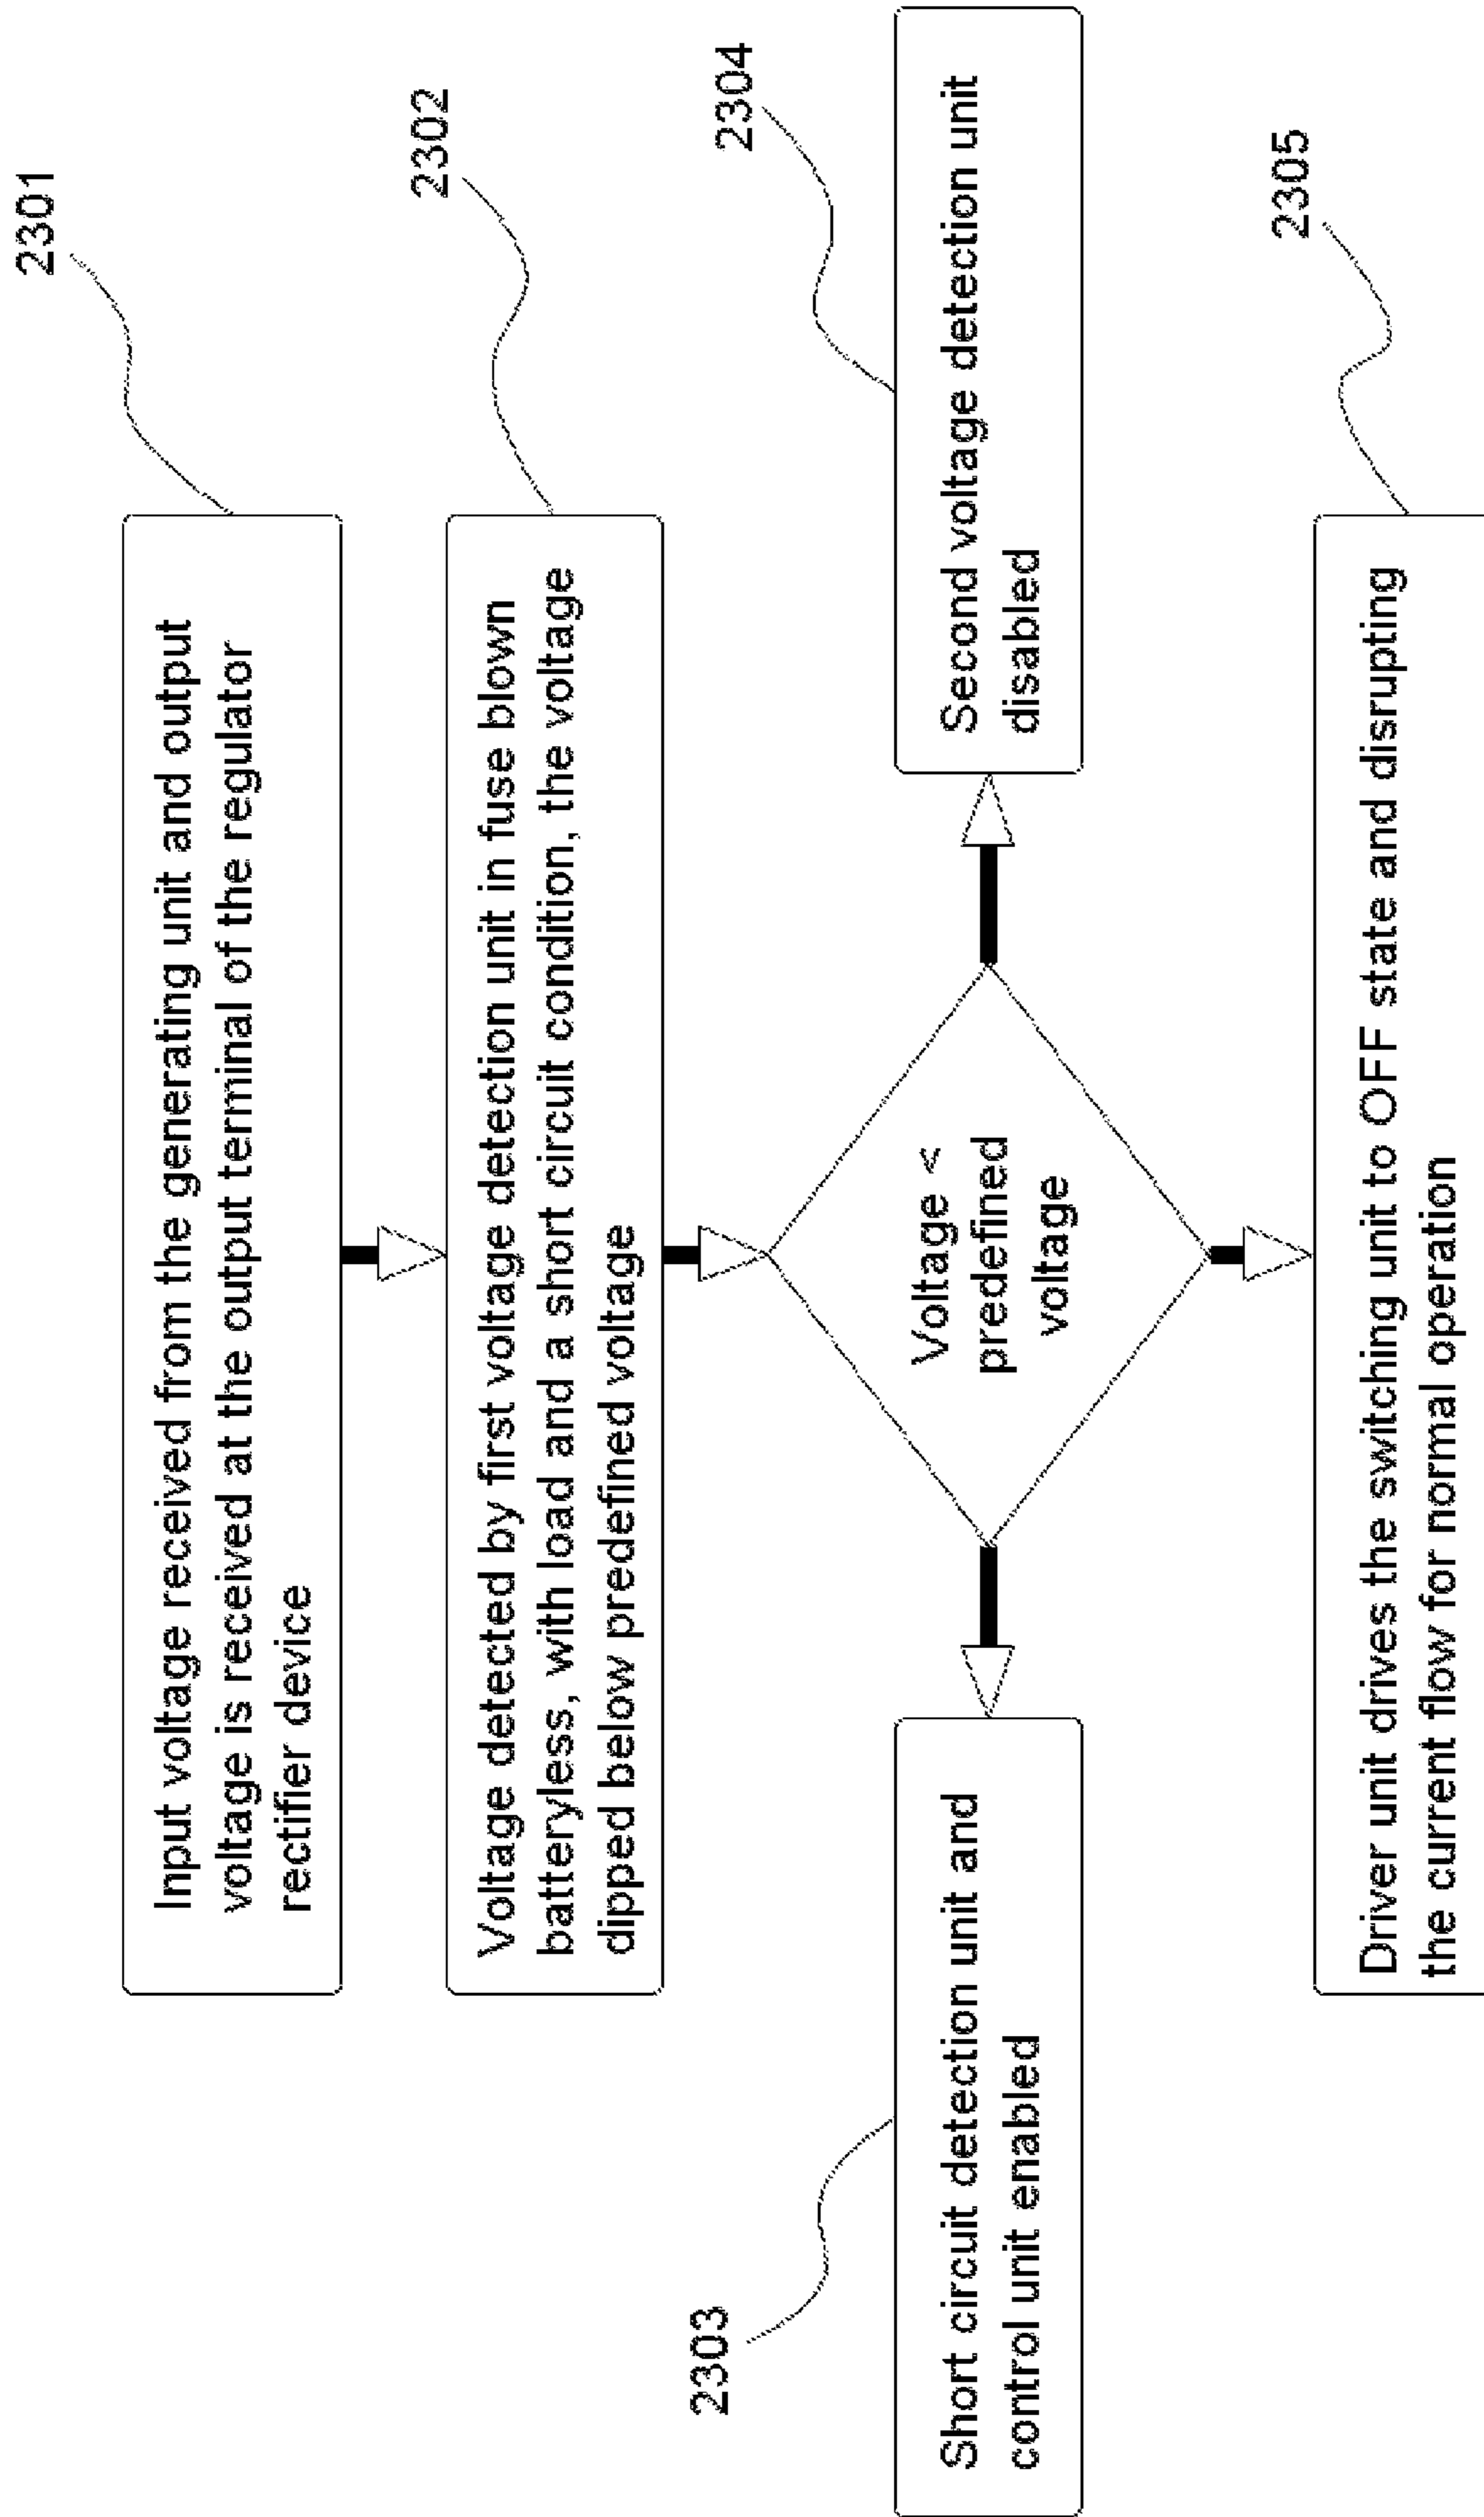 2301
Input voltage received from the generating unit and output
voltage is received at the output terminal of the regulator
rectifier device
2302
Voltage detected by first voltage detection unit in fuse blown
batteryless, with load and a short circuit condition, the voltage
dipped below predefined voltage
Voltage <
predefined
voltage
2303
Short circuit detection unit and
control unit enabled
2304
Second voltage detection unit
disabled
2305
Driver unit drives the switching unit to OFF state and disrupting
the current flow for normal operation